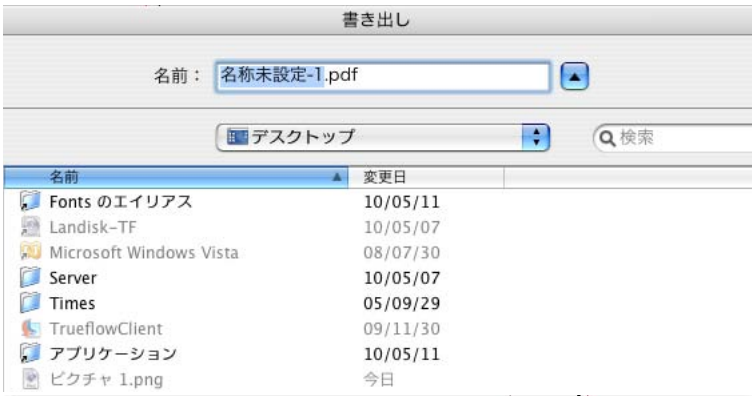 書き出し
名前： 名称未設定-1.pdf
デスクトップ 検索
名前 変更日
Fonts のエイリアス 10/05/11
Landisk-TF 10/05/07
Microsoft Windows Vista 08/07/30
Server 10/05/07
Times 05/09/29
TrueflowClient 09/11/30
アプリケーション 10/05/11
ピクチャ 1.png 今日